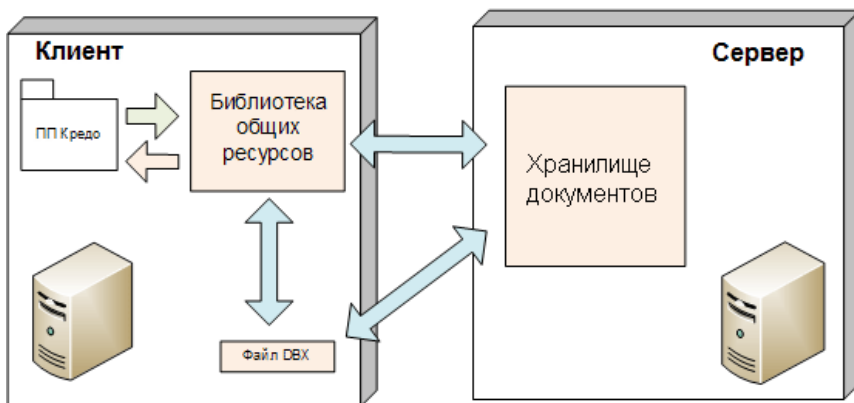 Клиент
ПП Кредо
Библиотека
общих
ресурсов
Файл DBX
Сервер
Хранилище
документов